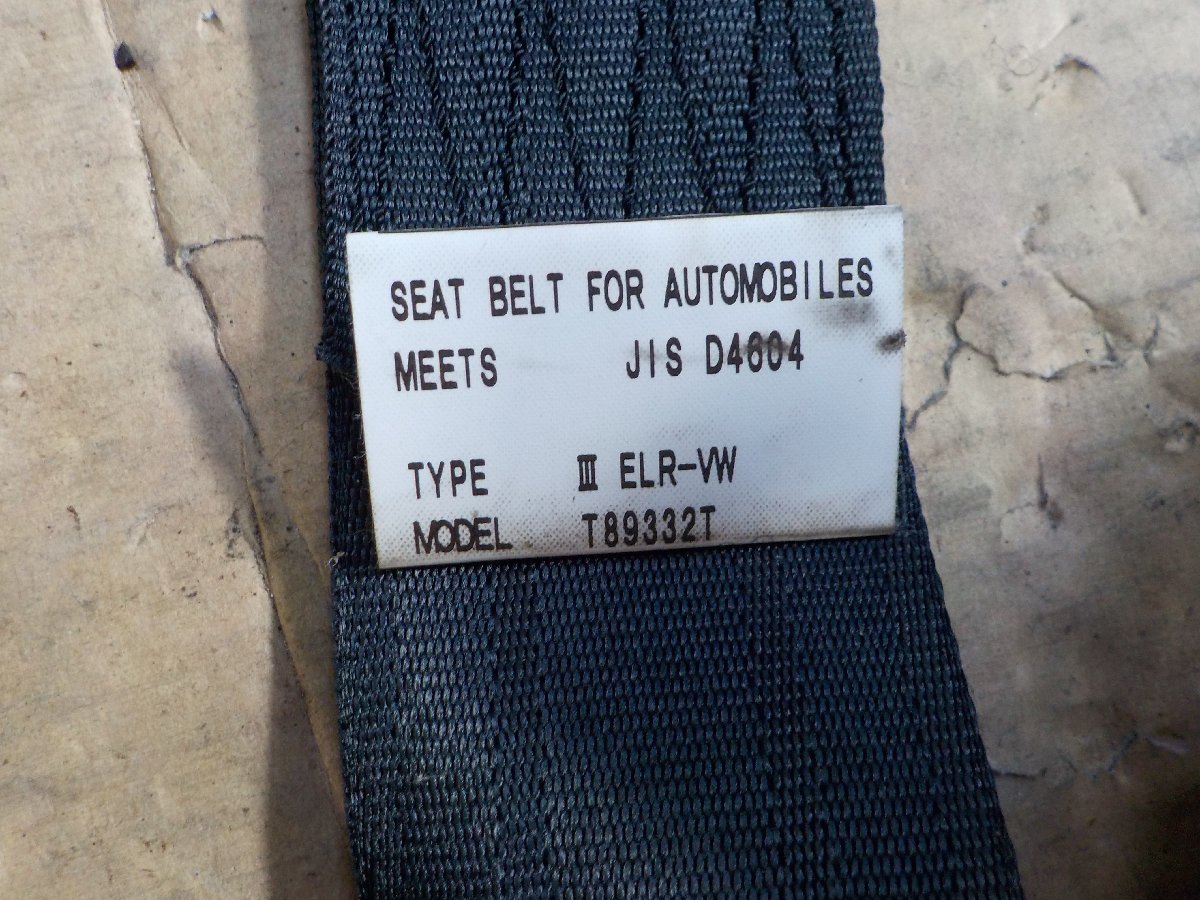 SEAT BELT FOR AUTOMOBILES
MEETS JIS D4604
TYPE Ⅲ ELR-VW
MODEL T89332T